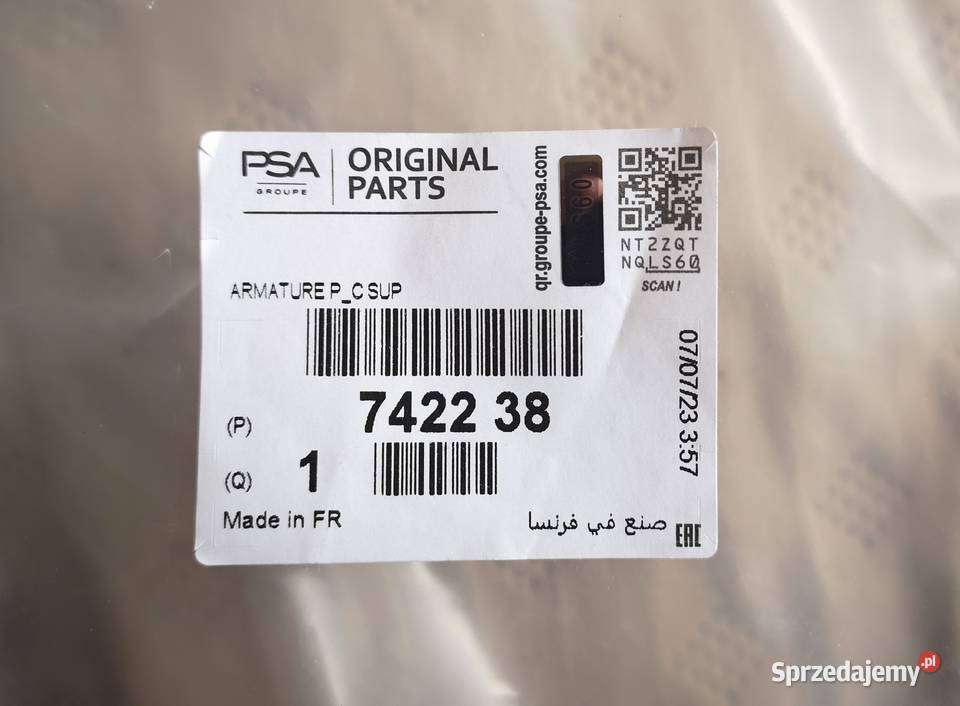 PSA
GROUPE
ORIGINAL
PARTS
qr.groupe-psa.com
NT2ZQT
NQLS60
SCAN!
ARMATURE P_C SUP
(P) 7422 38
(Q) 1
07/07/23 3:57
Made in FR
صنع في فرنسا
EAC
Sprzedajemy.pl